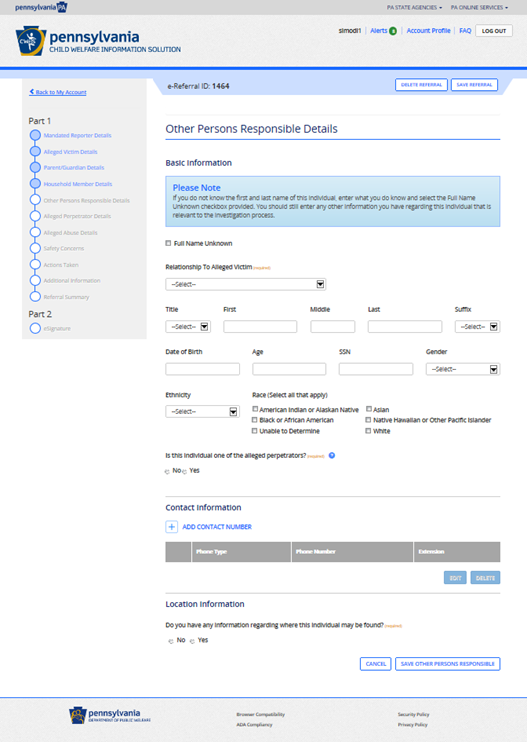 pennsylvania PA
PA STATE AGENCIES PA ONLINE SERVICES
slmodi1 Alerts Account Profile FAQ LOG OUT
CWIS pennsylvania
CHILD WELFARE INFORMATION SOLUTION
Back to My Account
e-Referral ID: 1464
DELETE REFERRAL SAVE REFERRAL
Part 1
Mandated Reporter Details
Alleged Victim Details
Parent/Guardian Details
Household Member Details
Other Persons Responsible Details
Alleged Perpetrator Details
Alleged Abuse Details
Safety Concerns
Actions Taken
Additional Information
Referral Summary
Part 2
eSignature
Other Persons Responsible Details
Basic Information
Please Note
If you do not know the first and last name of this individual, enter what you do know and select the Full Name
Unknown checkbox provided. You should still enter any other information you have regarding this individual that is
relevant to the investigation process.
Full Name Unknown
Relationship To Alleged Victim (required)
--Select--
Title First Middle Last Suffix
--Select-- --Select--
Date of Birth Age SSN Gender
--Select--
Ethnicity Race (Select all that apply)
--Select--
American Indian or Alaskan Native Asian
Black or African American Native Hawaiian or Other Pacific Islander
Unable to Determine White
Is this individual one of the alleged perpetrators? (required) ?
No Yes
Contact Information
+ ADD CONTACT NUMBER
Phone Type Phone Number Extension
EDIT DELETE
Location Information
Do you have any information regarding where this individual may be found? (required)
No Yes
CANCEL SAVE OTHER PERSONS RESPONSIBLE
pennsylvania
DEPARTMENT OF PUBLIC WELFARE
Browser Compatibility Security Policy
ADA Compliancy Privacy Policy